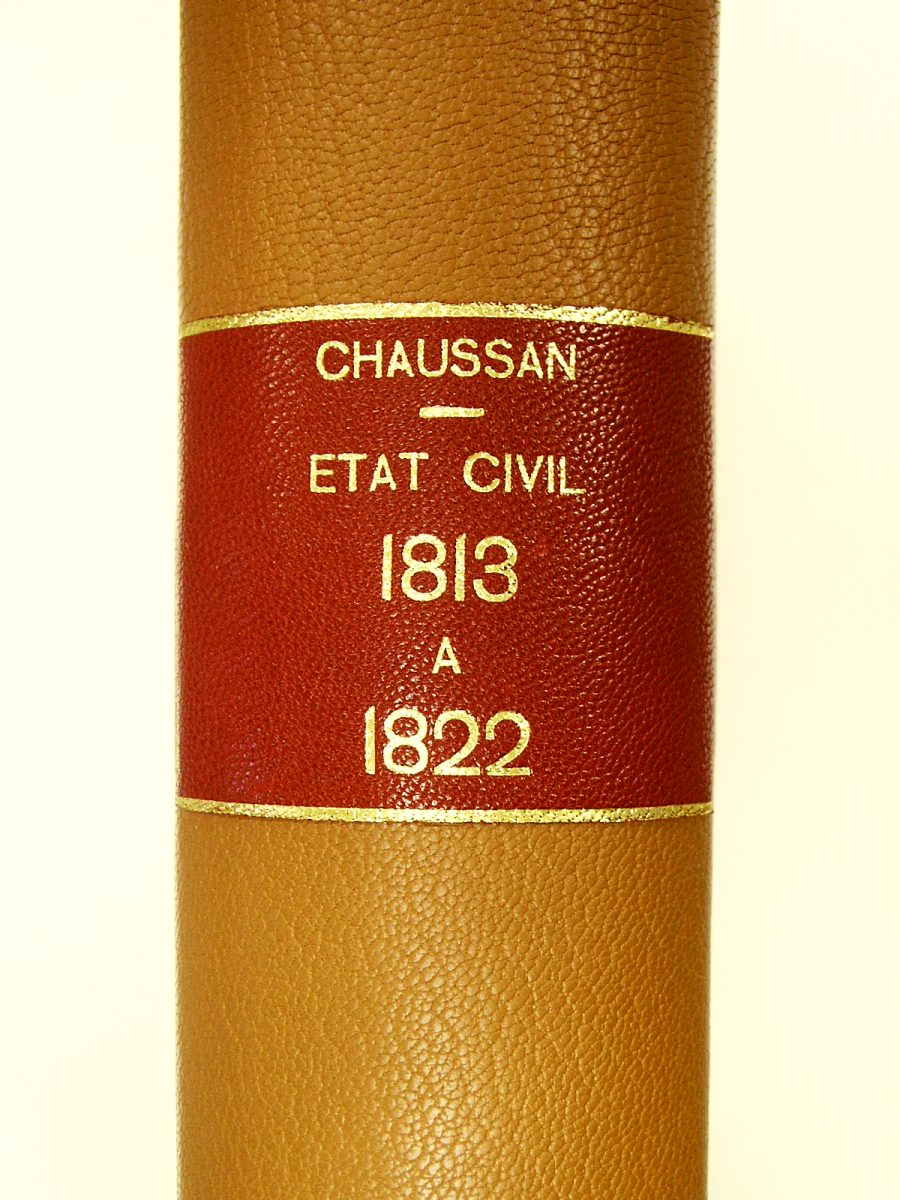 CHAUSSAN
ETAT CIVIL
1813
A
1822